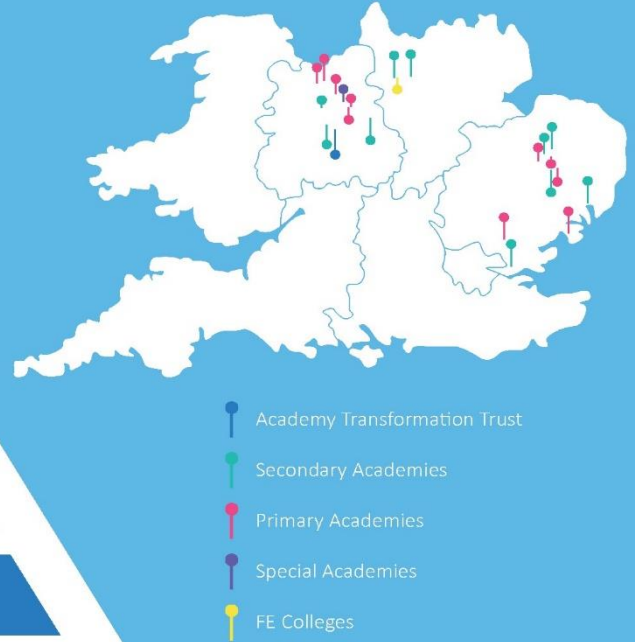 Academy Transformation Trust
Secondary Academies
Primary Academies
Special Academies
FE Colleges